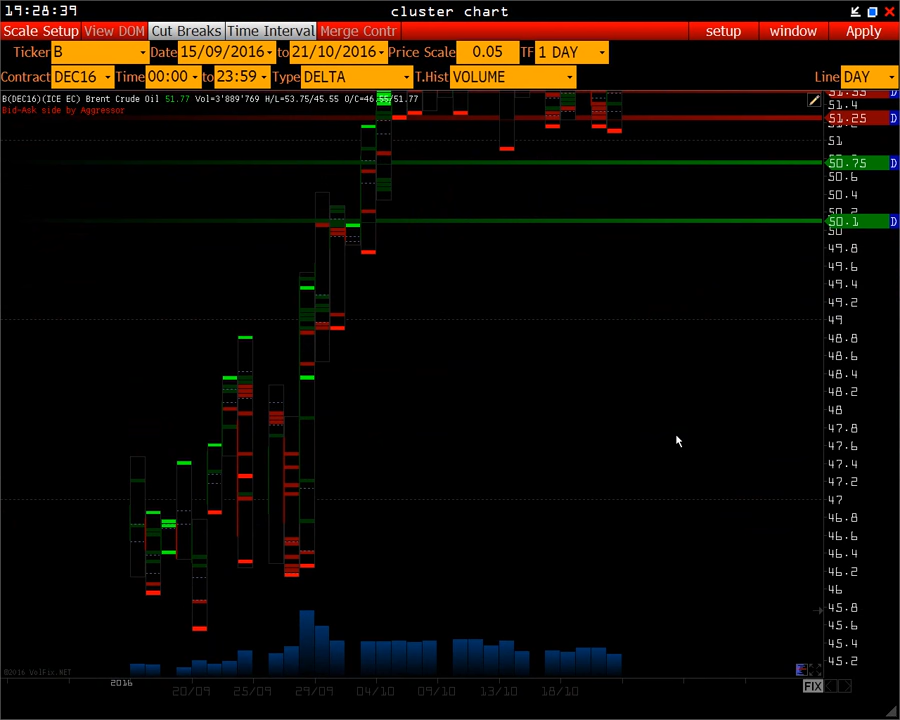 19:28:39 cluster chart
Scale Setup View DOM Cut Breaks Time Interval Merge Contr setup window Apply
Ticker B Date 15/09/2016 to 21/10/2016 Price Scale 0.05 TF 1 DAY
Contract DEC16 Time 00:00 to 23:59 Type DELTA T.Hist VOLUME Line DAY
B(DEC16)(ICE EC) Brent Crude Oil 51.77 Vol=3'889'769 H/L=53.75/45.55 O/C=46.55/51.77
Bid-Ask side by Aggressor
51.4
51.25 D
51
50.75 D
50.6
50.4
50.1 D
50
49.8
49.6
49.4
49.2
49
48.8
48.6
48.4
48.2
48
47.8
47.6
47.4
47.2
47
46.8
46.6
46.4
46.2
46
45.8
45.6
45.4
45.2
©2016 VolFix.NET
2016 20/09 25/09 29/09 04/10 09/10 13/10 18/10 FIX